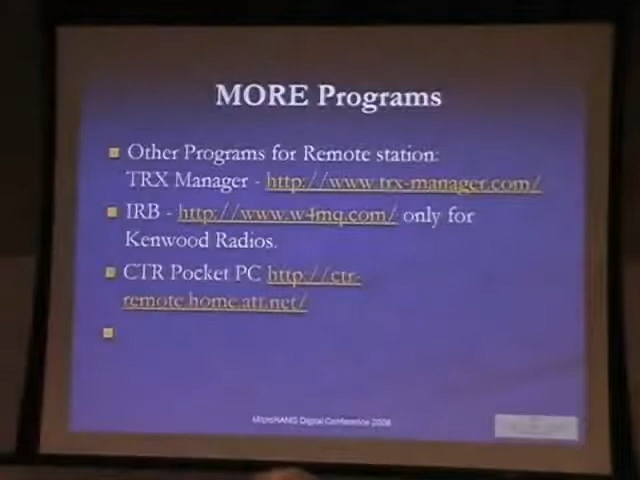 MORE Programs
Other Programs for Remote station:
TRX Manager - http://www.trx-manager.com/
IRB - http://www.w4mq.com/ only for
Kenwood Radios.
CTR Pocket PC http://ctr-
remote.home.att.net/
MicroHAMS Digital Conference 2008